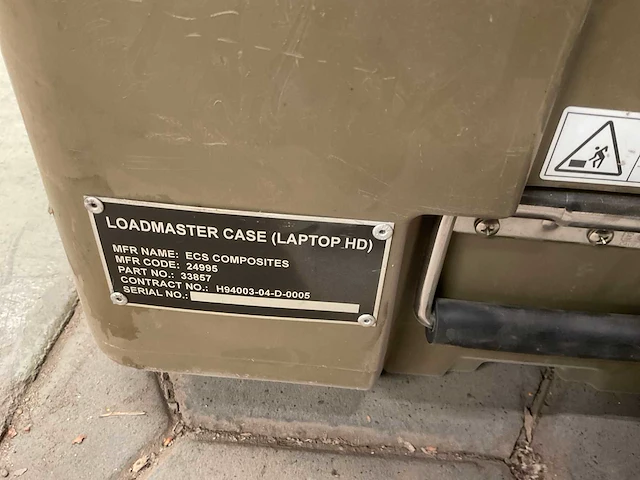 LOADMASTER CASE (LAPTOP.HD)
MFR NAME: ECS COMPOSITES
MFR CODE: 24995
PART NO.: 33857
CONTRACT NO.: H94003-04-D-0005
SERIAL NO.: